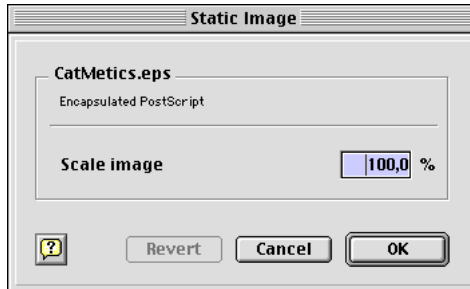 Static Image
CatMetics.eps
Encapsulated PostScript
Scale image 100,0 %
? Revert Cancel OK